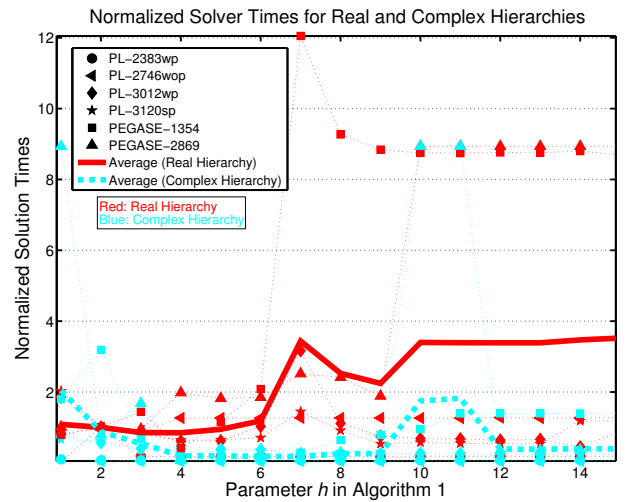 Normalized Solver Times for Real and Complex Hierarchies
12
10
8
6
4
2
Normalized Solution Times
PL−2383wp
PL−2746wop
PL−3012wp
PL−3120sp
PEGASE−1354
PEGASE−2869
Average (Real Hierarchy)
Average (Complex Hierarchy)
Red: Real Hierarchy
Blue: Complex Hierarchy
2 4 6 8 10 12 14
Parameter h in Algorithm 1